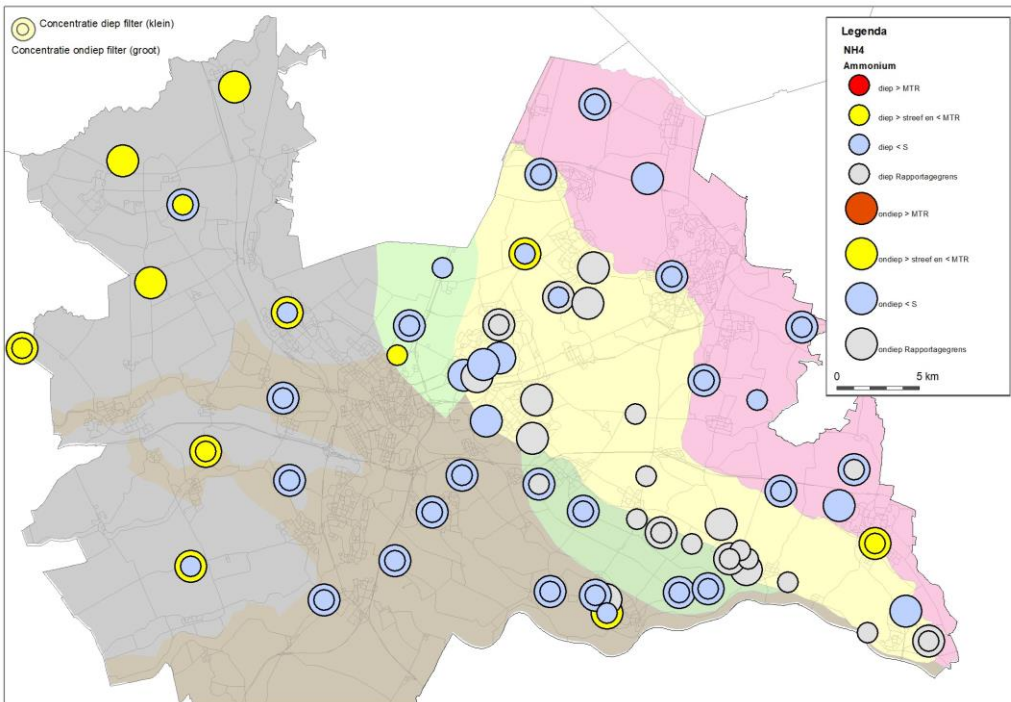 Concentratie diep filter (klein)
Concentratie ondiep filter (groot)
Legenda
NH4
Ammonium
diep > MTR
diep > streef en < MTR
diep < S
diep Rapportagegrens
ondiep > MTR
ondiep > streef en < MTR
ondiep < S
ondiep Rapportagegrens
0 5 km